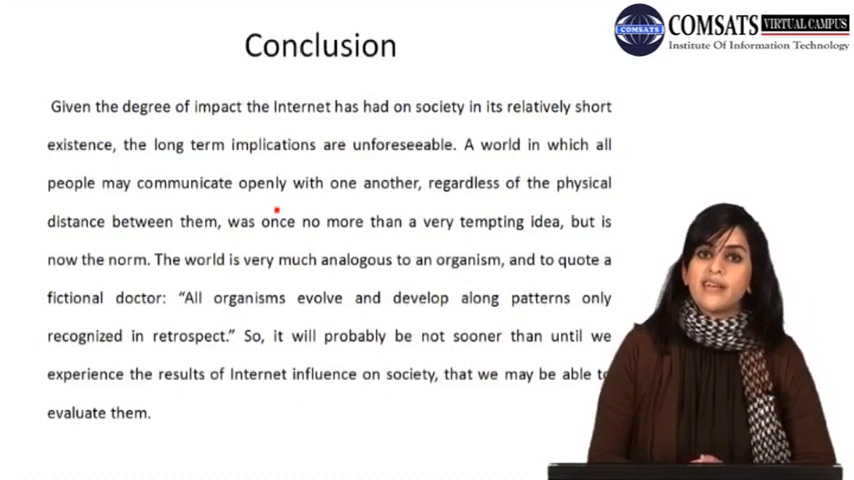 COMSATS
COMSATS VIRTUAL CAMPUS
Institute Of Information Technology
Conclusion
Given the degree of impact the Internet has had on society in its relatively short
existence, the long term implications are unforeseeable. A world in which all
people may communicate openly with one another, regardless of the physical
distance between them, was once no more than a very tempting idea, but is
now the norm. The world is very much analogous to an organism, and to quote a
fictional doctor: “All organisms evolve and develop along patterns only
recognized in retrospect.” So, it will probably be not sooner than until we
experience the results of Internet influence on society, that we may be able to
evaluate them.